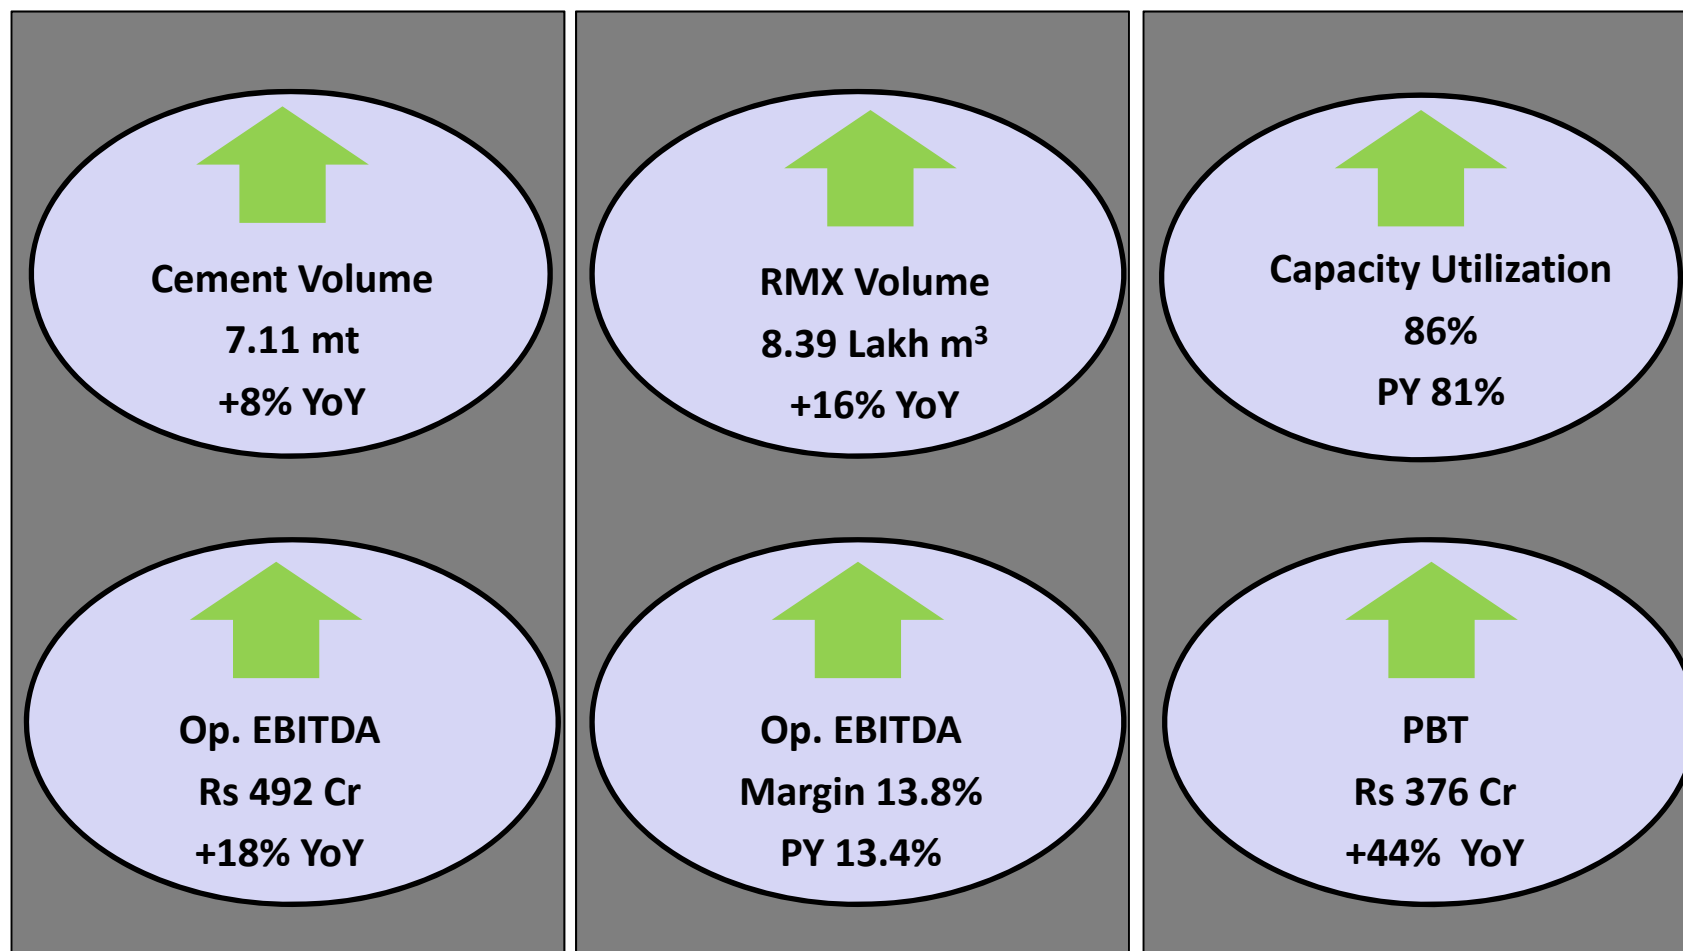 Cement Volume
7.11 mt
+8% YoY
RMX Volume
8.39 Lakh m³
+16% YoY
Capacity Utilization
86%
PY 81%
Op. EBITDA
Rs 492 Cr
+18% YoY
Op. EBITDA
Margin 13.8%
PY 13.4%
PBT
Rs 376 Cr
+44% YoY